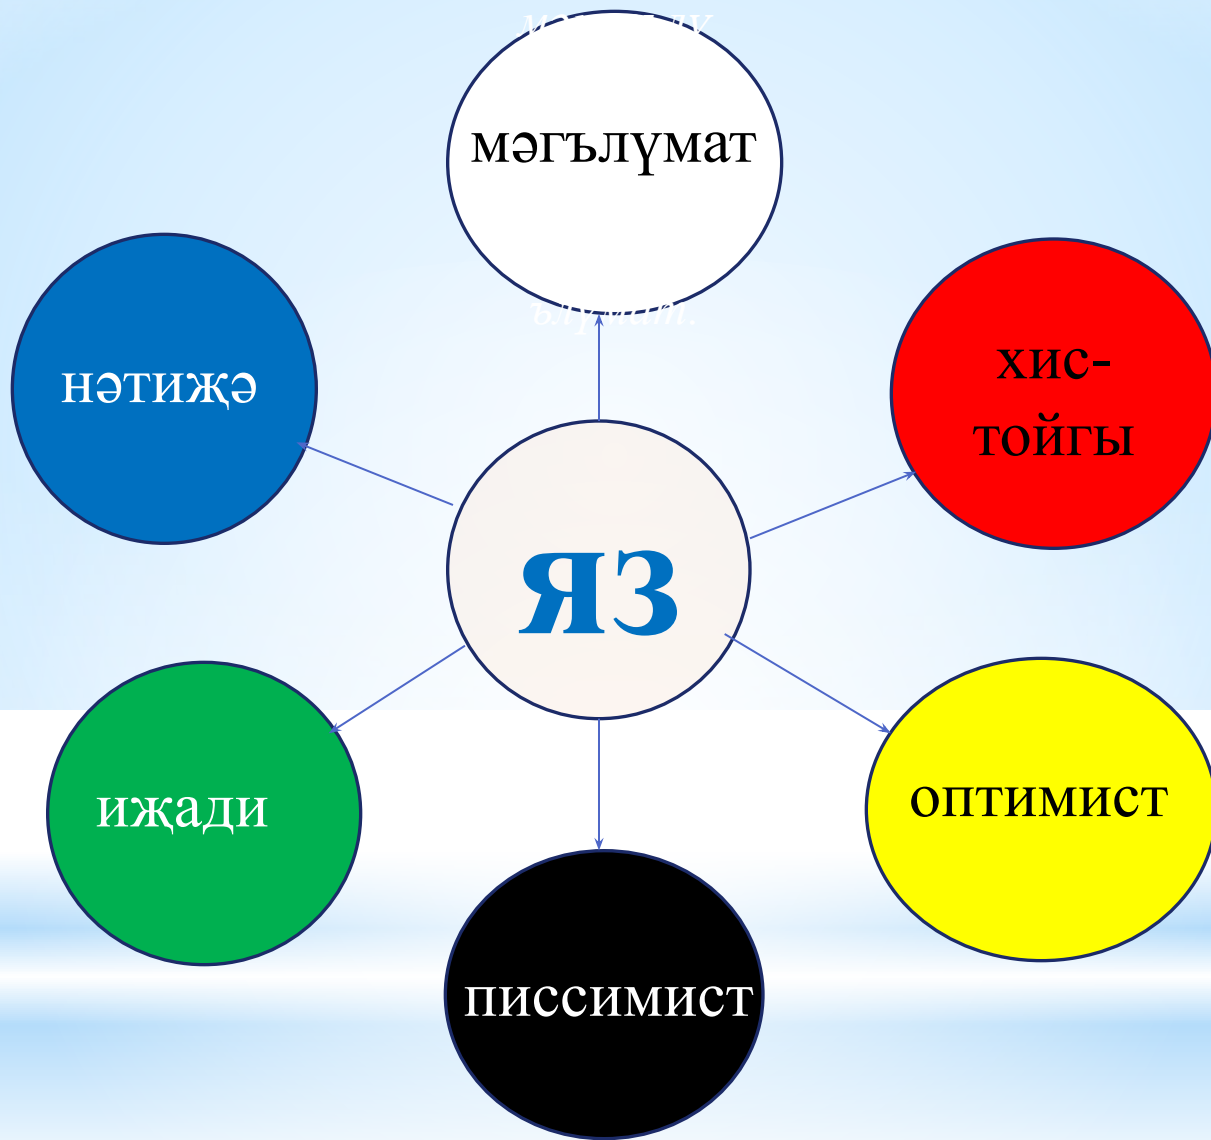 мәгълүмат
нәтиҗә
хис-
тойгы
яз
иҗади
оптимист
писсимист